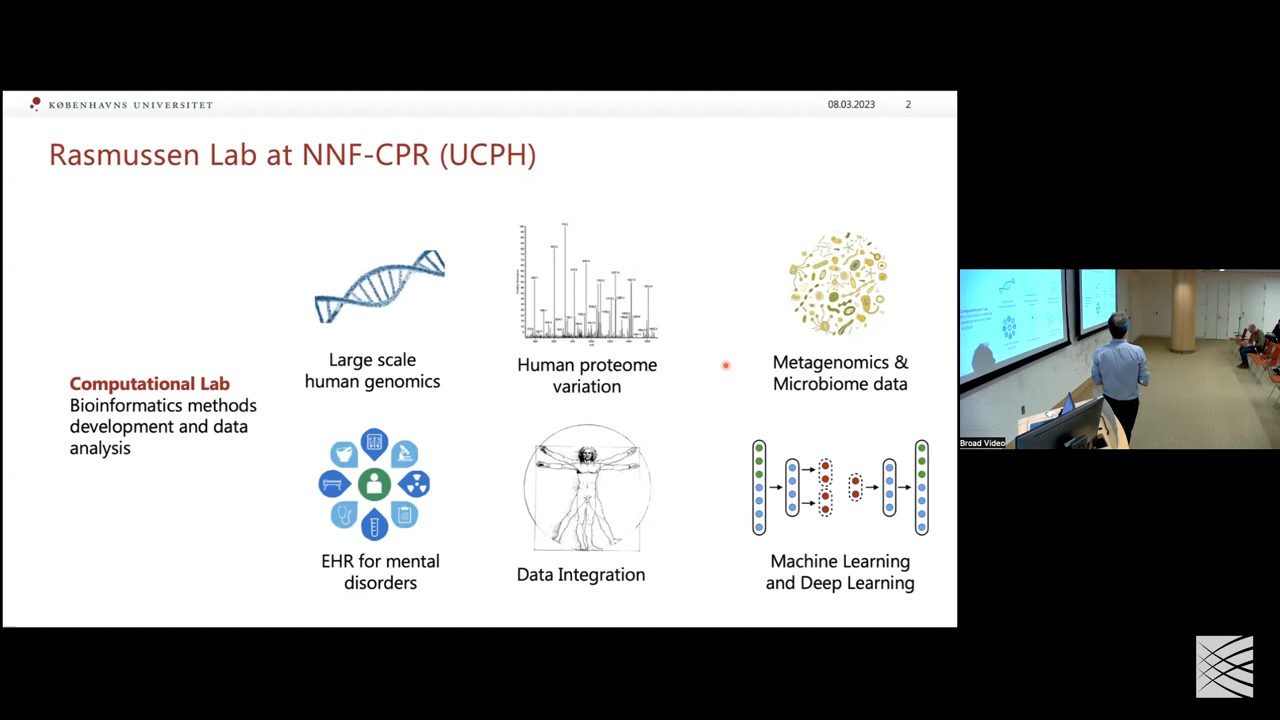 KØBENHAVNS UNIVERSITET
08.03.2023
2
Rasmussen Lab at NNF-CPR (UCPH)
Computational Lab
Bioinformatics methods
development and data
analysis
Large scale
human genomics
Human proteome
variation
Metagenomics &
Microbiome data
EHR for mental
disorders
Data Integration
Machine Learning
and Deep Learning
Broad Video